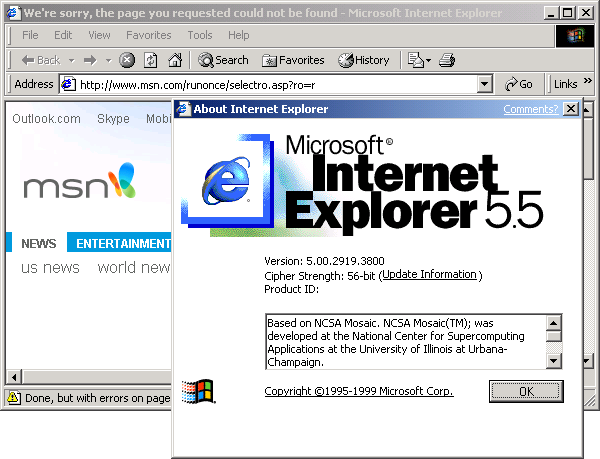 We're sorry, the page you requested could not be found - Microsoft Internet Explorer
File Edit View Favorites Tools Help
Back Search Favorites History
Address http://www.msn.com/runonce/selectro.asp?ro=r Go Links »
About Internet Explorer Comments?
Outlook.com Skype Mobi
Microsoft®
Internet
Explorer 5.5
msn
NEWS ENTERTAINMENT
us news world new
Version: 5.00.2919.3800
Cipher Strength: 56-bit (Update Information)
Product ID:
Based on NCSA Mosaic. NCSA Mosaic(TM); was
developed at the National Center for Supercomputing
Applications at the University of Illinois at Urbana-
Champaign.
Copyright ©1995-1999 Microsoft Corp. OK
Done, but with errors on page